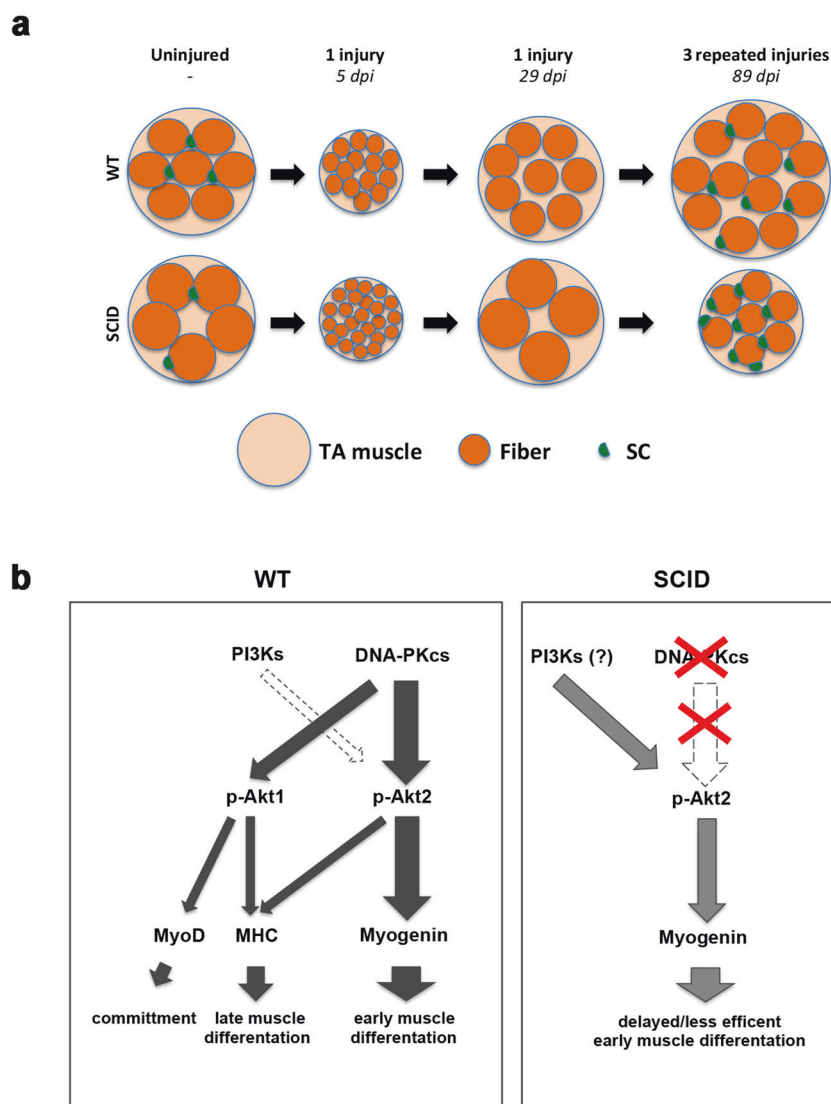 a
Uninjured
-
1 injury
5 dpi
1 injury
29 dpi
3 repeated injuries
89 dpi
WT
SCID
TA muscle
Fiber
SC
b
WT
PI3Ks
DNA-PKcs
p-Akt1
p-Akt2
MyoD
MHC
Myogenin
committment
late muscle
differentation
early muscle
differentation
SCID
PI3Ks (?)
DNA-PKcs
p-Akt2
Myogenin
delayed/less efficent
early muscle differentation